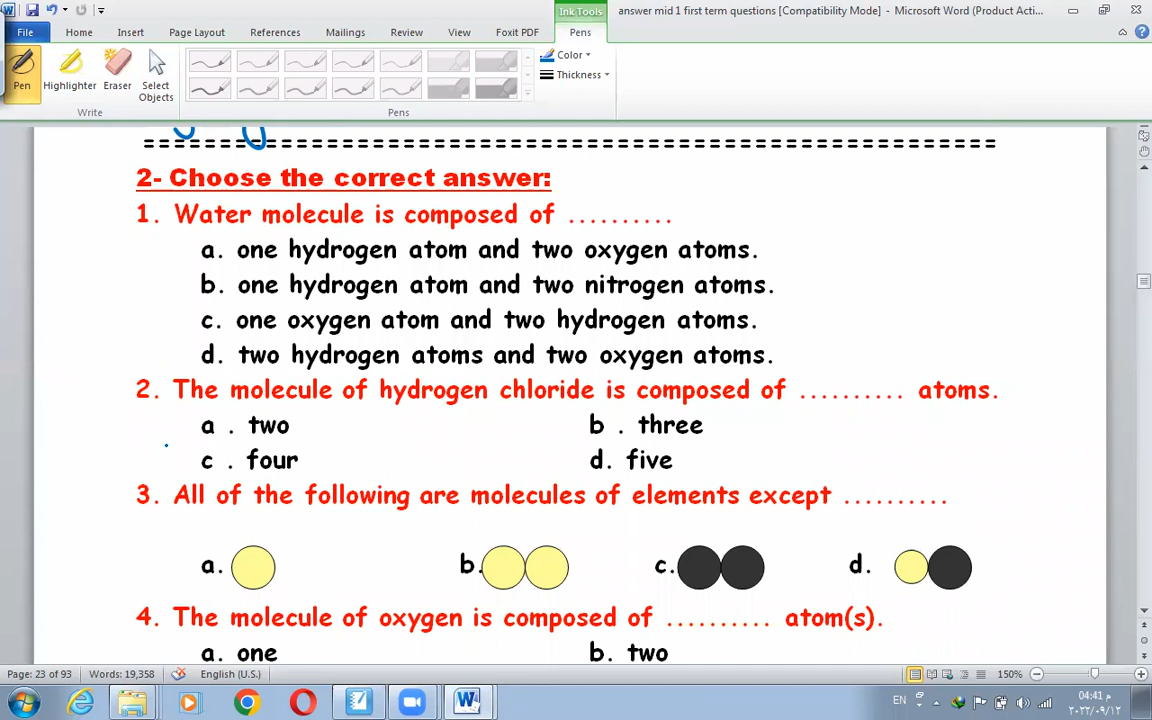 Ink Tools
answer mid 1 first term questions [Compatibility Mode] - Microsoft Word (Product Acti...
File Home Insert Page Layout References Mailings Review View Foxit PDF Pens
Pen Highlighter Eraser Select Objects
Color
Thickness
Write Pens
=================================================
2- Choose the correct answer:
1. Water molecule is composed of ..........
a. one hydrogen atom and two oxygen atoms.
b. one hydrogen atom and two nitrogen atoms.
c. one oxygen atom and two hydrogen atoms.
d. two hydrogen atoms and two oxygen atoms.
2. The molecule of hydrogen chloride is composed of .......... atoms.
a . two b . three
c . four d. five
3. All of the following are molecules of elements except ..........
a. b. c. d.
4. The molecule of oxygen is composed of .......... atom(s).
a. one b. two
Page: 23 of 93 Words: 19,358 English (U.S.) 150%
EN 04:41 م
٢٠٢٢/٠٩/١٢